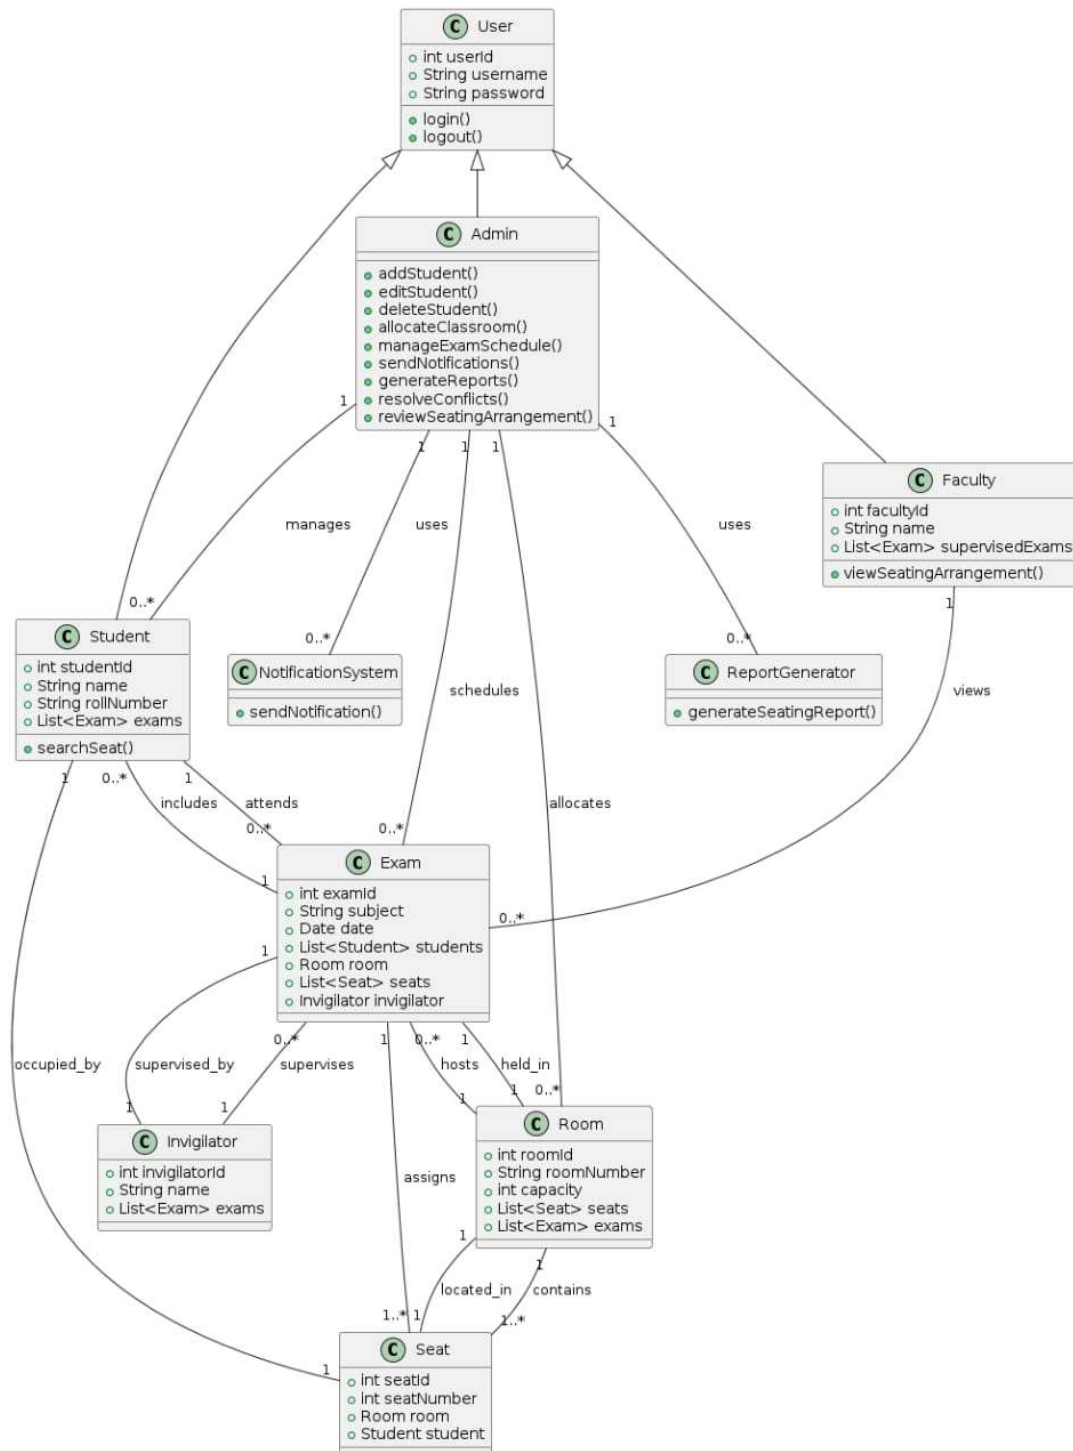 C User
int userId
String username
String password
login()
logout()
C Admin
addStudent()
editStudent()
deleteStudent()
allocateClassroom()
manageExamSchedule()
sendNotifications()
generateReports()
resolveConflicts()
reviewSeatingArrangement()
1
1
1
1
1
C Faculty
int facultyId
String name
List<Exam> supervisedExams
viewSeatingArrangement()
1
manages
uses
uses
0..*
0..*
0..*
C Student
int studentId
String name
String rollNumber
List<Exam> exams
searchSeat()
C NotificationSystem
sendNotification()
C ReportGenerator
generateSeatingReport()
schedules
views
1
0..*
1
includes
attends
allocates
0..*
0..*
1
C Exam
int examId
String subject
Date date
List<Student> students
Room room
List<Seat> seats
Invigilator invigilator
0..*
1
0..*
1
0..*
1
occupied_by
supervised_by
supervises
hosts
held_in
1
1
1
1
0..*
C Invigilator
int invigilatorId
String name
List<Exam> exams
C Room
int roomId
String roomNumber
int capacity
List<Seat> seats
List<Exam> exams
assigns
1
1
located_in
contains
1..*
1
1..*
1
C Seat
int seatId
int seatNumber
Room room
Student student